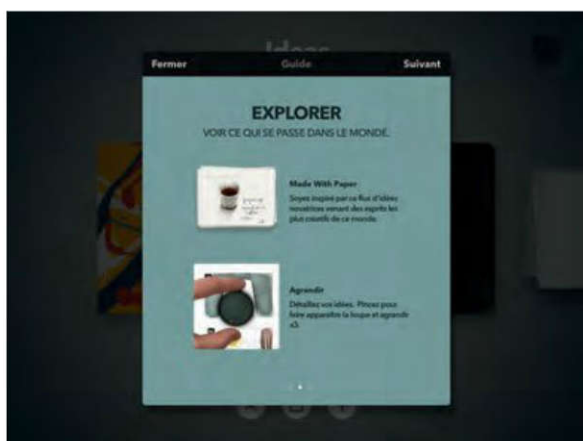 Ideas
Fermer Guide Suivant
EXPLORER
VOIR CE QUI SE PASSE DANS LE MONDE.
Made With Paper
Soyez inspiré par ce flux d'idées
novatrices venant des esprits les
plus créatifs de ce monde.
Agrandir
Détaillez vos idées. Pincez pour
faire apparaître la loupe et agrandir
x3.